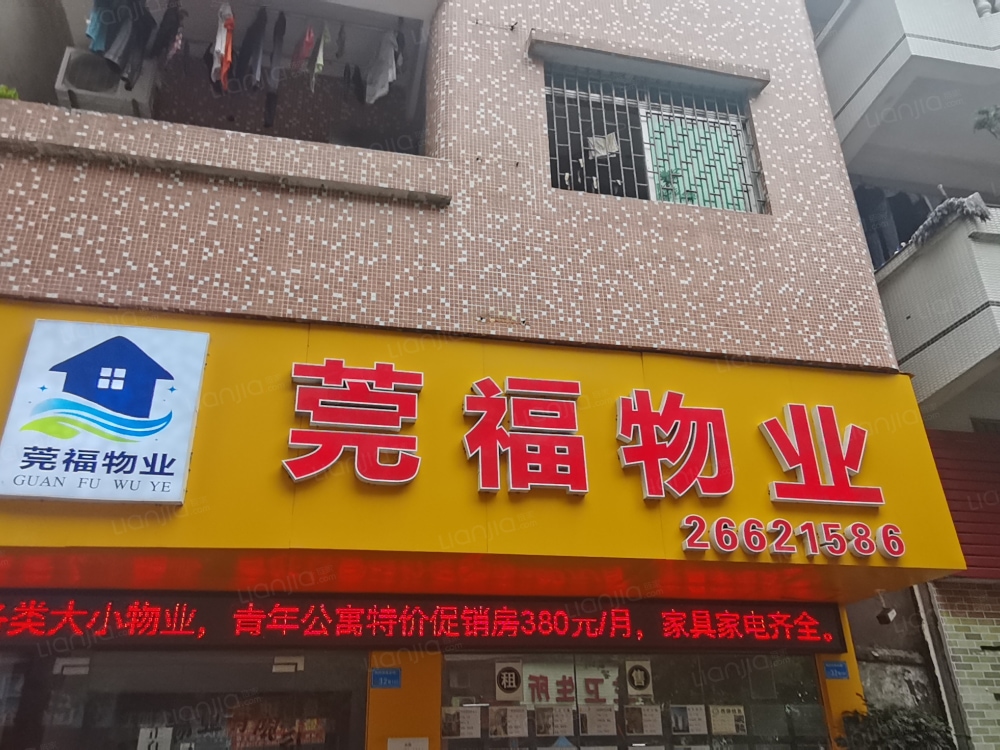 莞福物业
GUAN FU WU YE
莞福物业
26621586
各类大小物业，青年公寓特价促销房380元/月，家具家电齐全。
租
卫生所
售